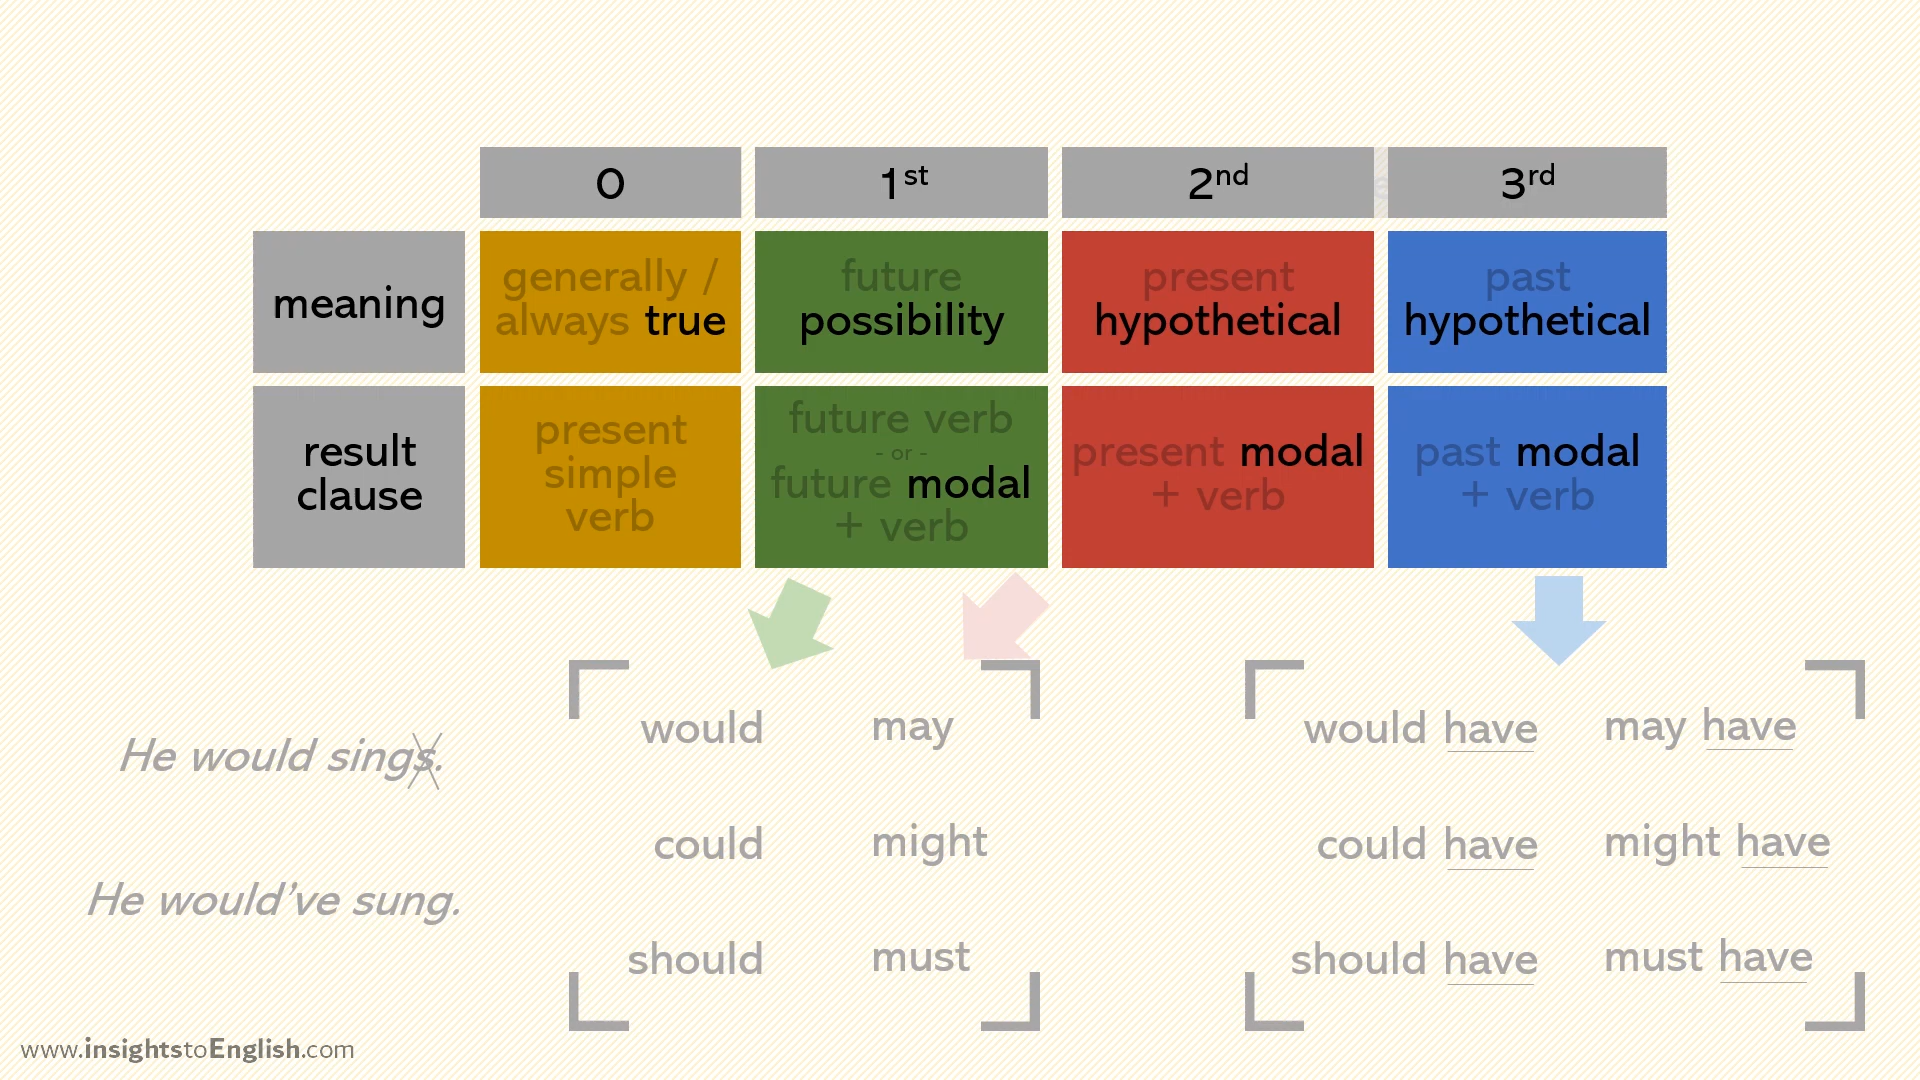 0
1st
2nd
3rd
meaning
generally /
always true
future
possibility
present
hypothetical
past
hypothetical
result
clause
present
simple
verb
future verb
- or -
future modal
+ verb
present modal
+ verb
past modal
+ verb
He would sings.
He would've sung.
would
may
could
might
should
must
would have
may have
could have
might have
should have
must have
www.insightstoEnglish.com